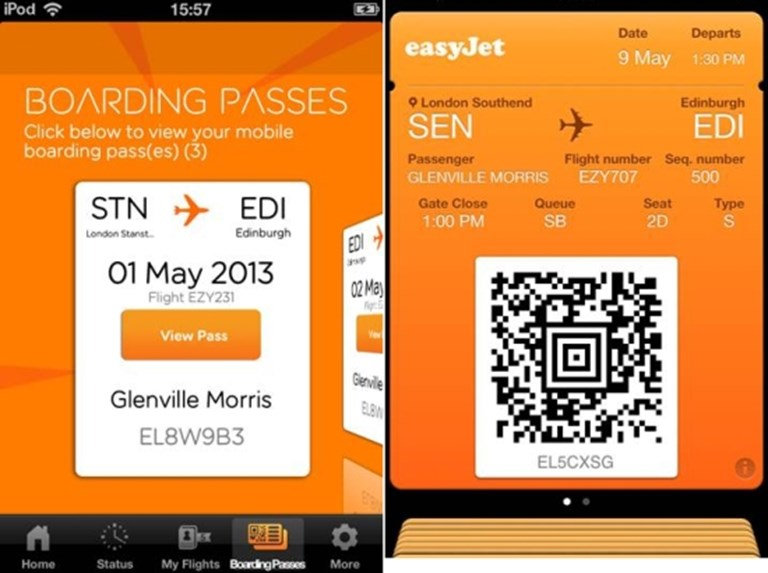 iPod 15:57
BOARDING PASSES
Click below to view your mobile
boarding pass(es) (3)
STN EDI
London Stanst... Edinburgh
01 May 2013
Flight EZY231
View Pass
Glenville Morris
EL8W9B3
EDI
02 May
Glenville
EL8W
Home Status My Flights Boarding Passes More
easyJet
Date Departs
9 May 1:30 PM
London Southend Edinburgh
SEN EDI
Passenger Flight number Seq. number
GLENVILLE MORRIS EZY707 500
Gate Close Queue Seat Type
1:00 PM SB 2D S
EL5CXSG